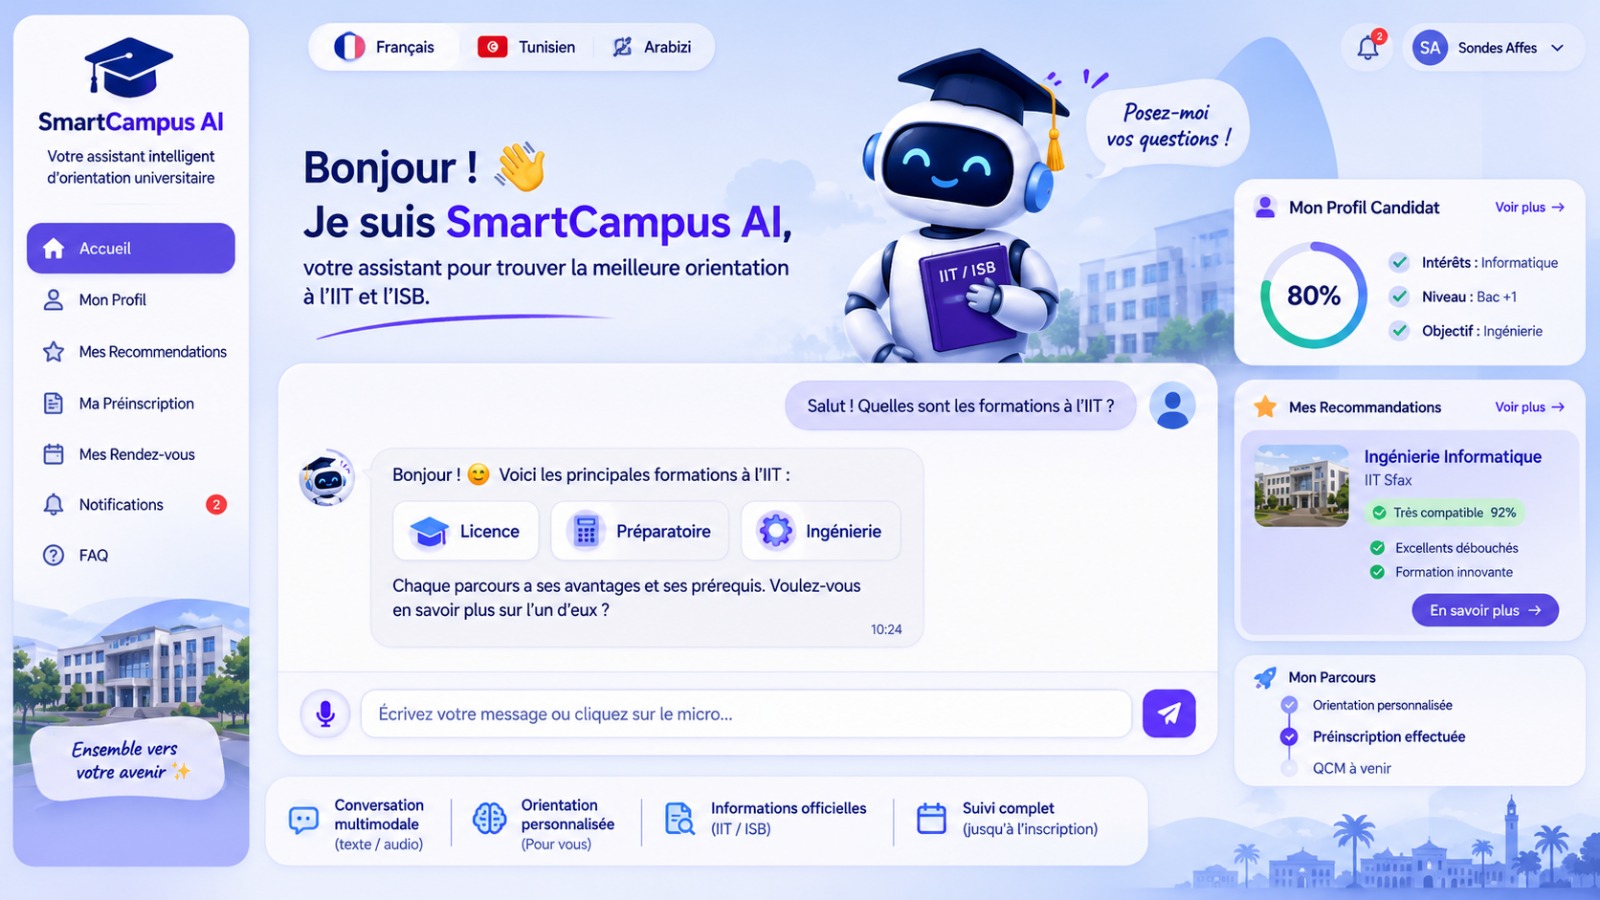 SmartCampus AI
Votre assistant intelligent
d'orientation universitaire
Accueil
Mon Profil
Mes Recommendations
Ma Préinscription
Mes Rendez-vous
Notifications
2
FAQ
Ensemble vers
votre avenir
Français
Tunisien
Arabizi
Bonjour !
Je suis SmartCampus AI,
votre assistant pour trouver la meilleure orientation
à l'IIT et l'ISB.
IIT / ISB
Posez-moi
vos questions !
2
SA
Sondes Affes
Salut ! Quelles sont les formations à l'IIT ?
Bonjour ! 😊 Voici les principales formations à l'IIT :
Licence
Préparatoire
Ingénierie
Chaque parcours a ses avantages et ses prérequis. Voulez-vous
en savoir plus sur l'un d'eux ?
10:24
Écrivez votre message ou cliquez sur le micro...
Conversation
multimodale
(texte / audio)
Orientation
personnalisée
(Pour vous)
Informations officielles
(IIT / ISB)
Suivi complet
(jusqu'à l'inscription)
Mon Profil Candidat
Voir plus →
80%
Intérêts : Informatique
Niveau : Bac +1
Objectif : Ingénierie
Mes Recommandations
Voir plus →
Ingénierie Informatique
IIT Sfax
Très compatible 92%
Excellents débouchés
Formation innovante
En savoir plus →
Mon Parcours
Orientation personnalisée
Préinscription effectuée
QCM à venir